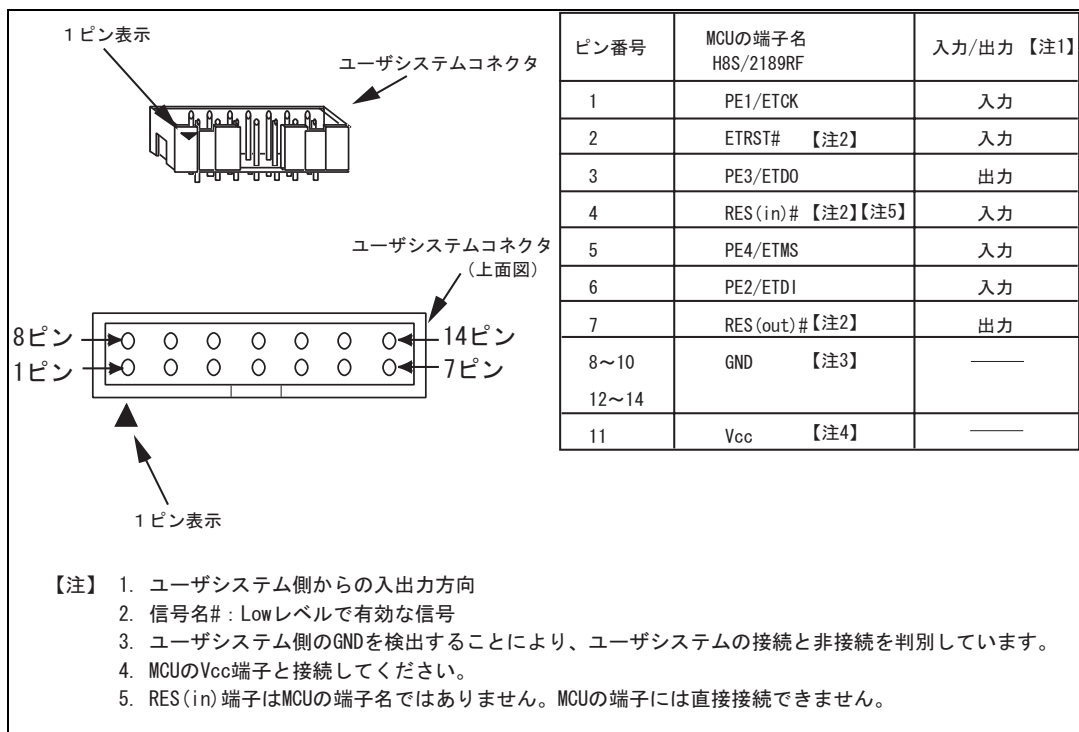 1ピン表示
ユーザシステムコネクタ
ユーザシステムコネクタ
(上面図)
8ピン
14ピン
1ピン
7ピン
1ピン表示
ピン番号 MCUの端子名 H8S/2189RF 入力/出力 【注1】
1 PE1/ETCK 入力
2 ETRST# 【注2】 入力
3 PE3/ETDO 出力
4 RES(in)# 【注2】【注5】 入力
5 PE4/ETMS 入力
6 PE2/ETDI 入力
7 RES(out)#【注2】 出力
8～10 GND 【注3】 ———
12～14
11 Vcc 【注4】 ———
【注】 1. ユーザシステム側からの入出力方向
2. 信号名#：Lowレベルで有効な信号
3. ユーザシステム側のGNDを検出することにより、ユーザシステムの接続と非接続を判別しています。
4. MCUのVcc端子と接続してください。
5. RES(in)端子はMCUの端子名ではありません。MCUの端子には直接接続できません。